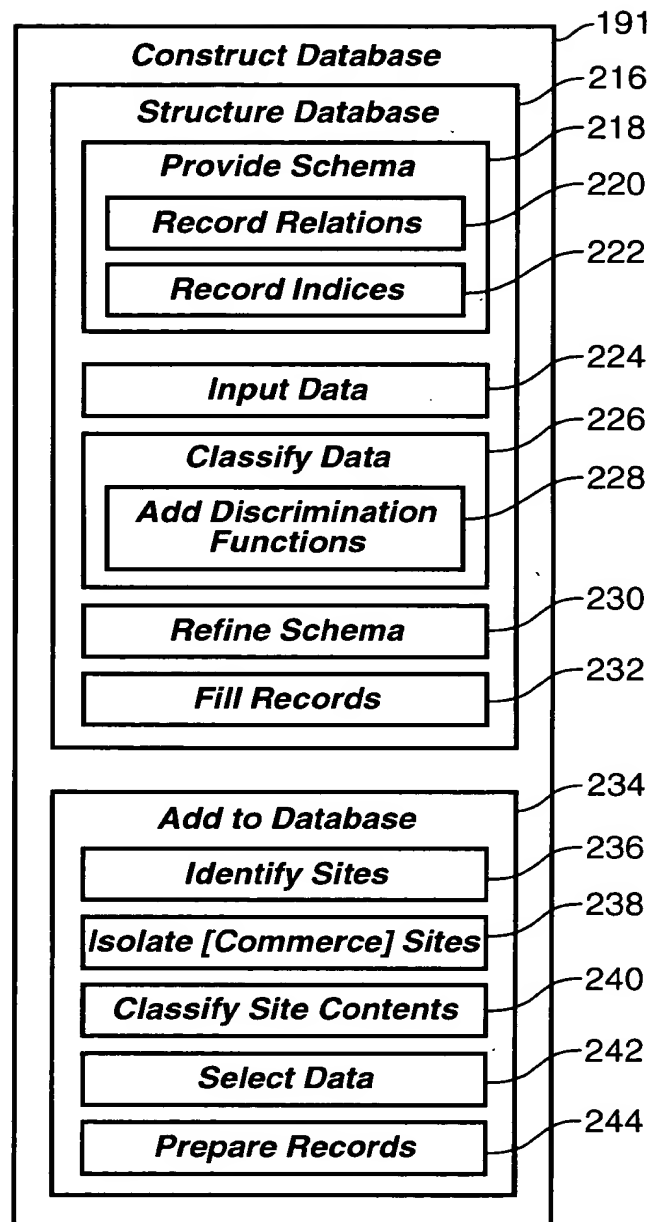 191
Construct Database
216
Structure Database
218
Provide Schema
220
Record Relations
222
Record Indices
224
Input Data
226
Classify Data
228
Add Discrimination
Functions
230
Refine Schema
232
Fill Records
234
Add to Database
236
Identify Sites
238
Isolate [Commerce] Sites
240
Classify Site Contents
242
Select Data
244
Prepare Records